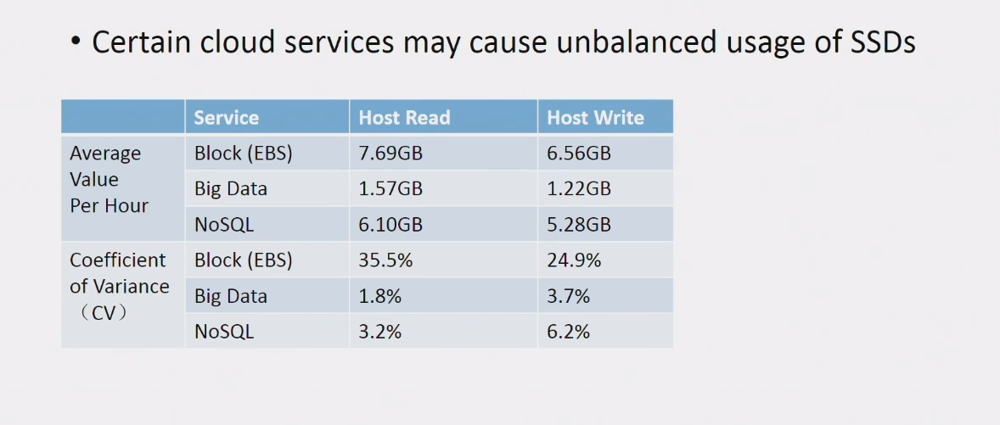 • Certain cloud services may cause unbalanced usage of SSDs
Service Host Read Host Write
Average
Value
Per Hour
Block (EBS) 7.69GB 6.56GB
Big Data 1.57GB 1.22GB
NoSQL 6.10GB 5.28GB
Coefficient
of Variance
（CV）
Block (EBS) 35.5% 24.9%
Big Data 1.8% 3.7%
NoSQL 3.2% 6.2%